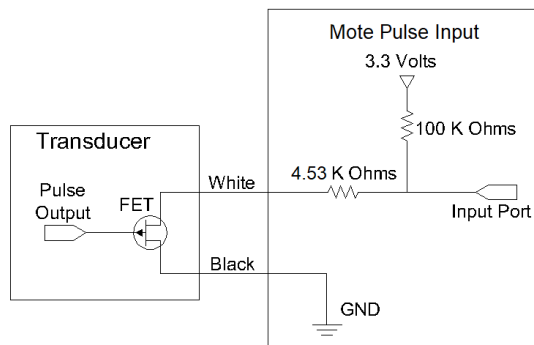 Mote Pulse Input
3.3 Volts
100 K Ohms
Transducer
4.53 K Ohms
White
Pulse
Output
FET
Input Port
Black
GND